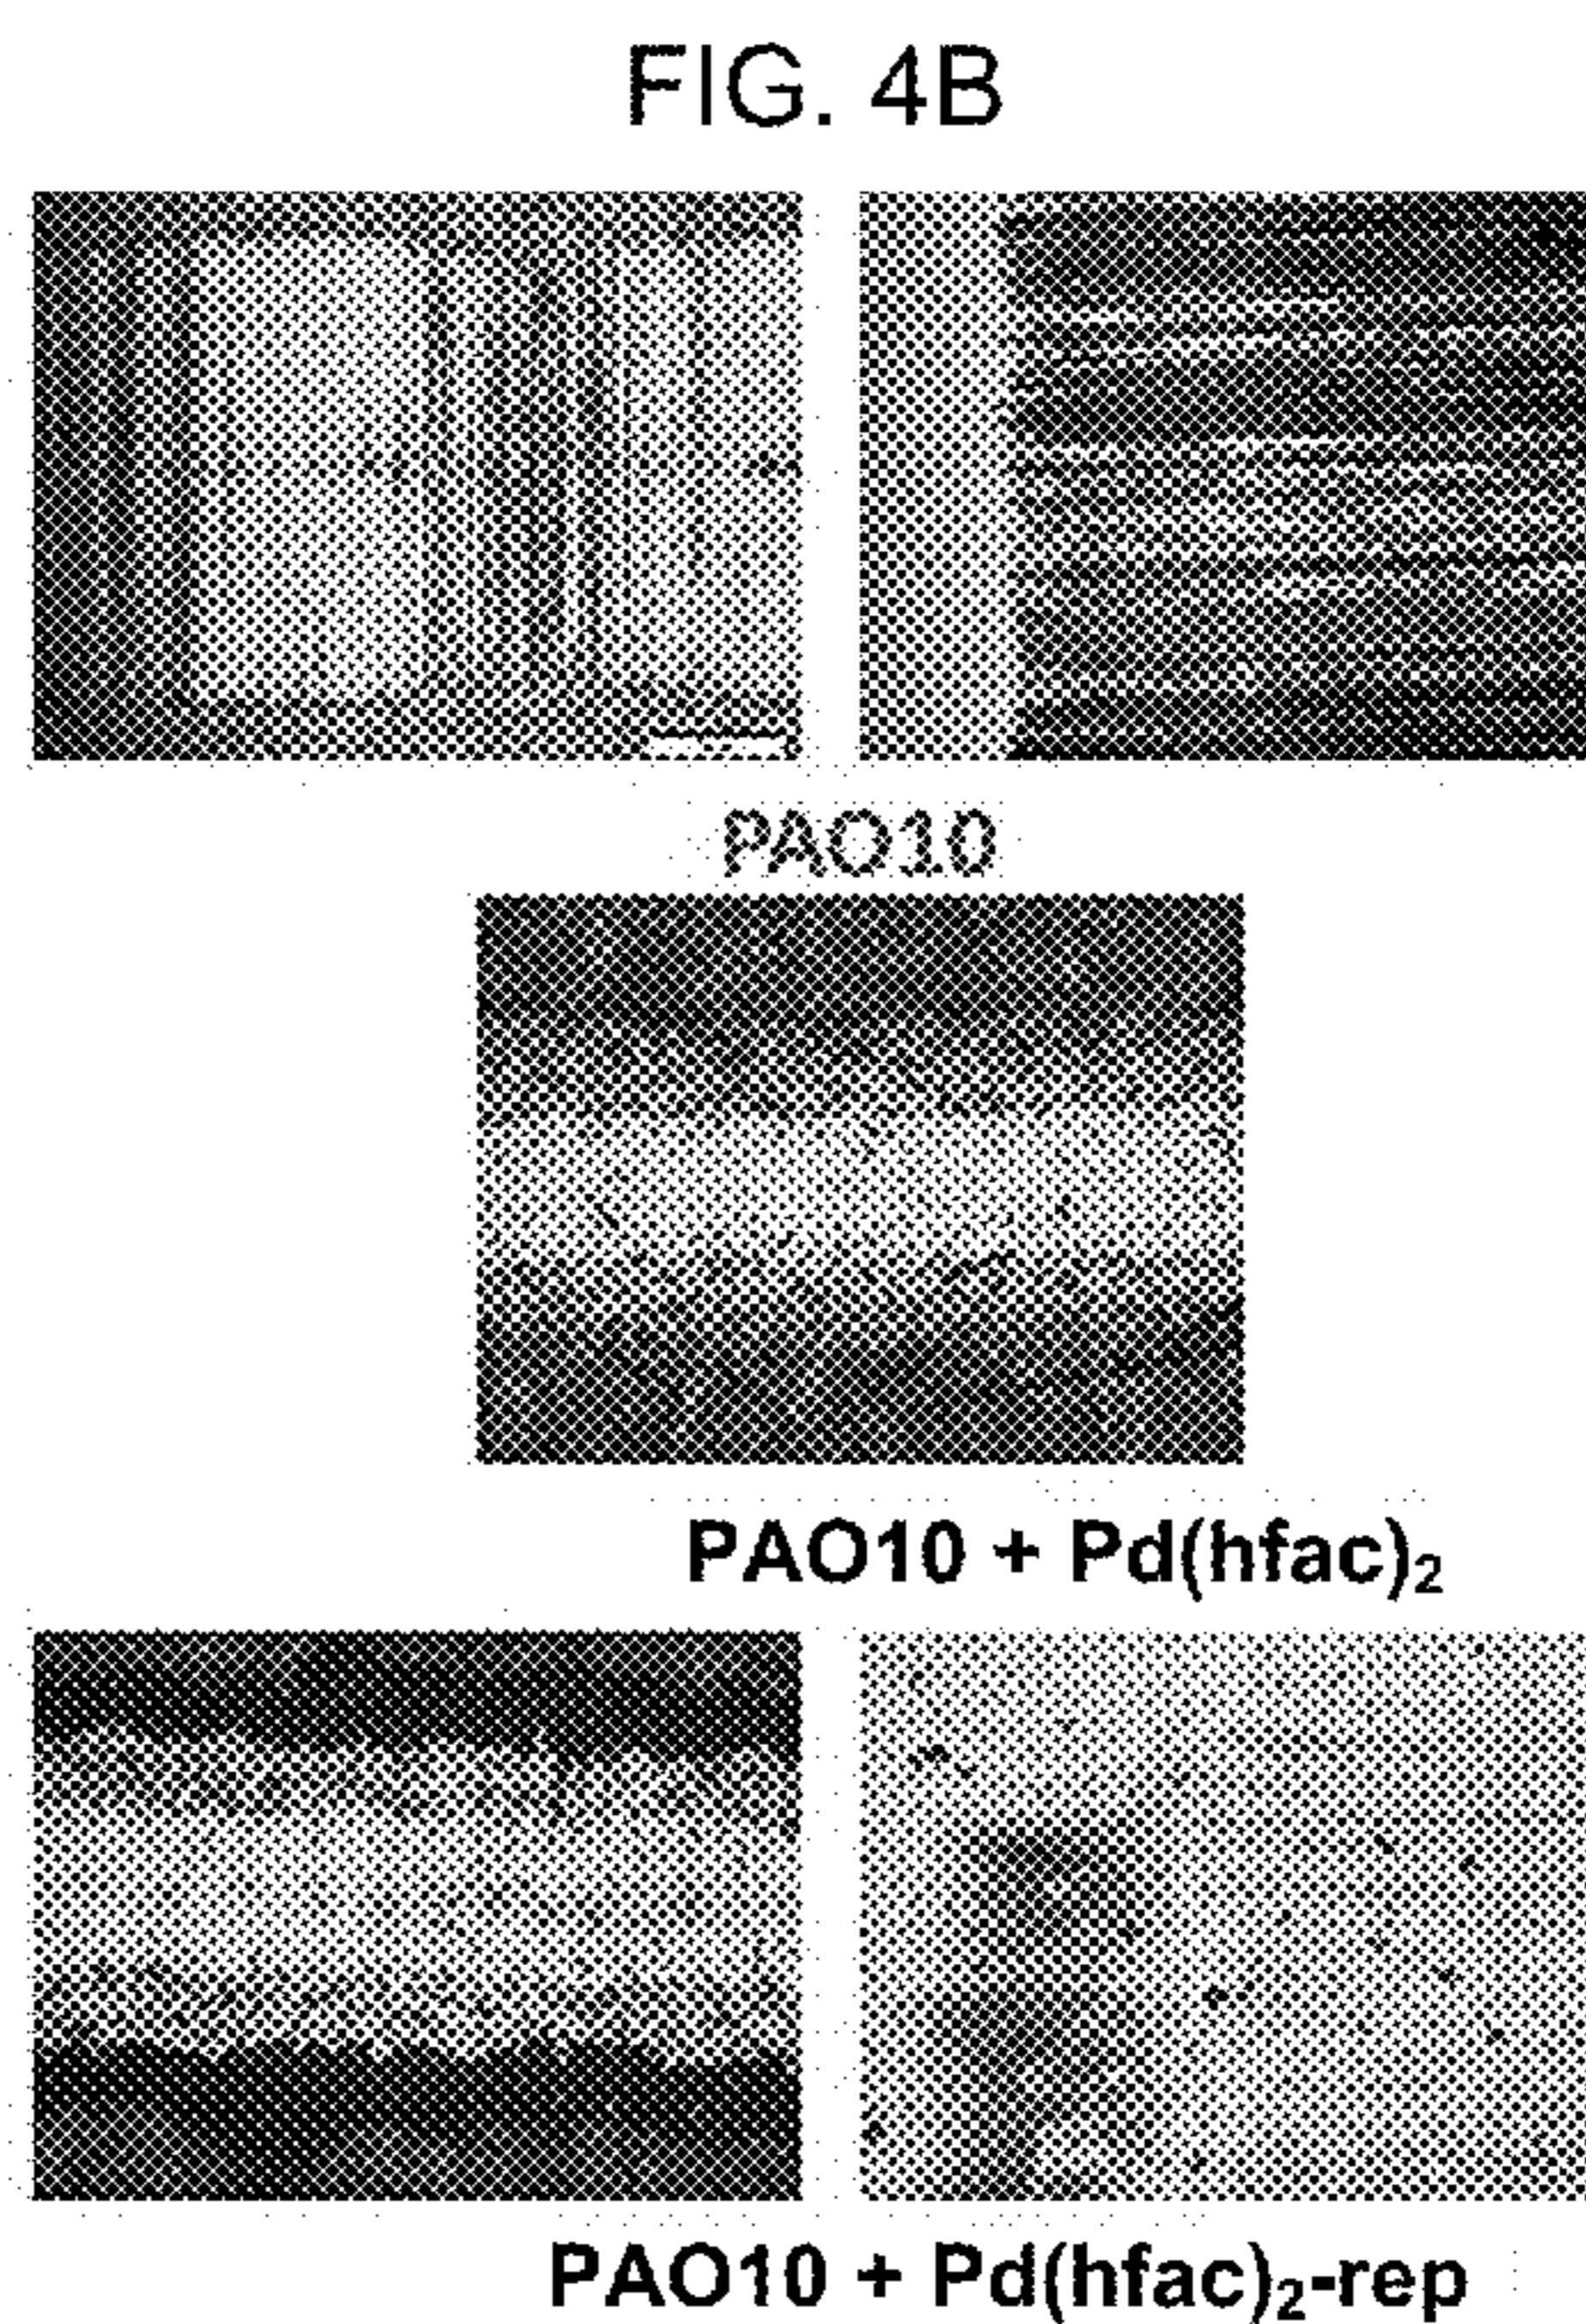 FIG. 4B
PAO10
PAO10 + Pd(hfac)₂
PAO10 + Pd(hfac)₂-rep